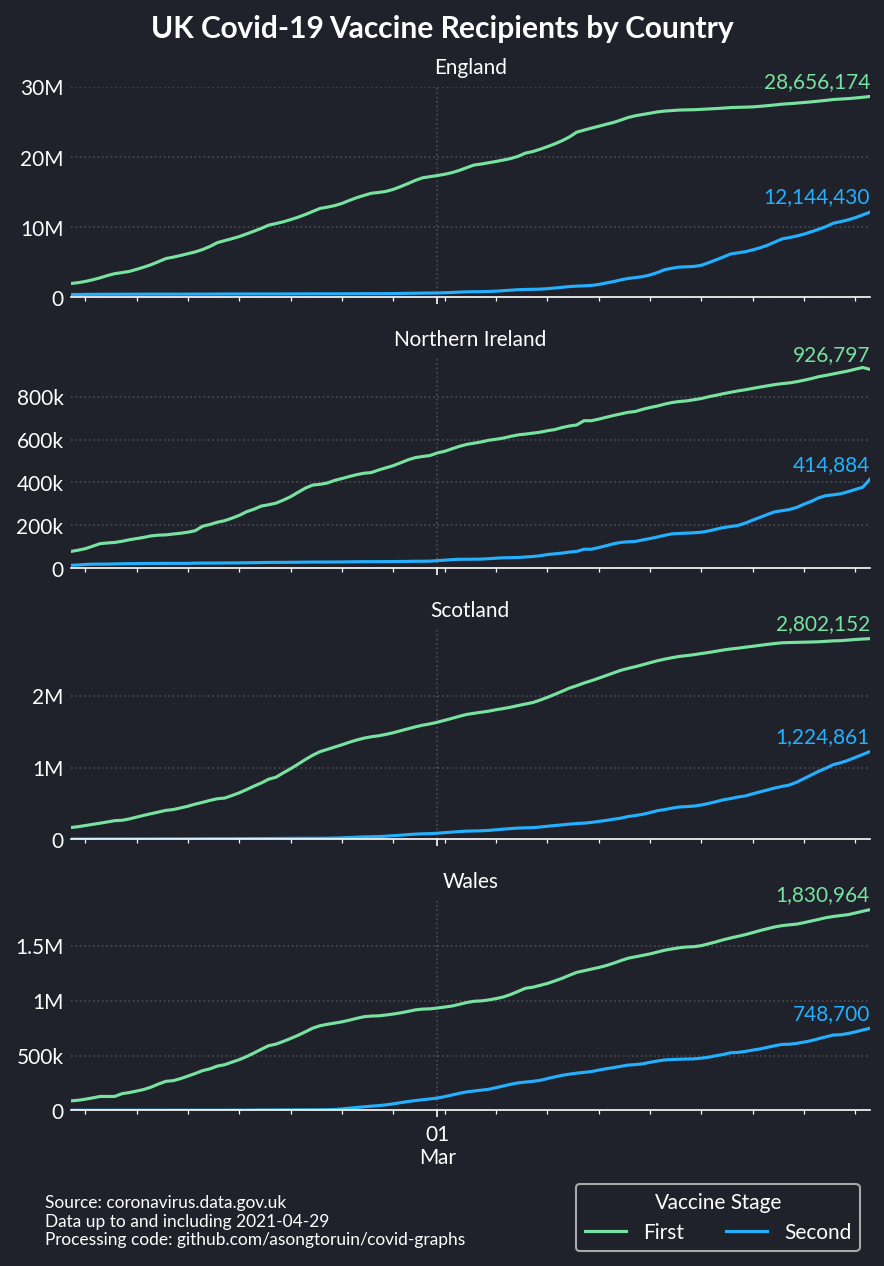 UK Covid-19 Vaccine Recipients by Country
England
30M
20M
10M
0
28,656,174
12,144,430
Northern Ireland
800k
600k
400k
200k
0
926,797
414,884
Scotland
2M
1M
0
2,802,152
1,224,861
Wales
1.5M
1M
500k
0
1,830,964
748,700
01
Mar
Source: coronavirus.data.gov.uk
Data up to and including 2021-04-29
Processing code: github.com/asongtoruin/covid-graphs
Vaccine Stage
First Second